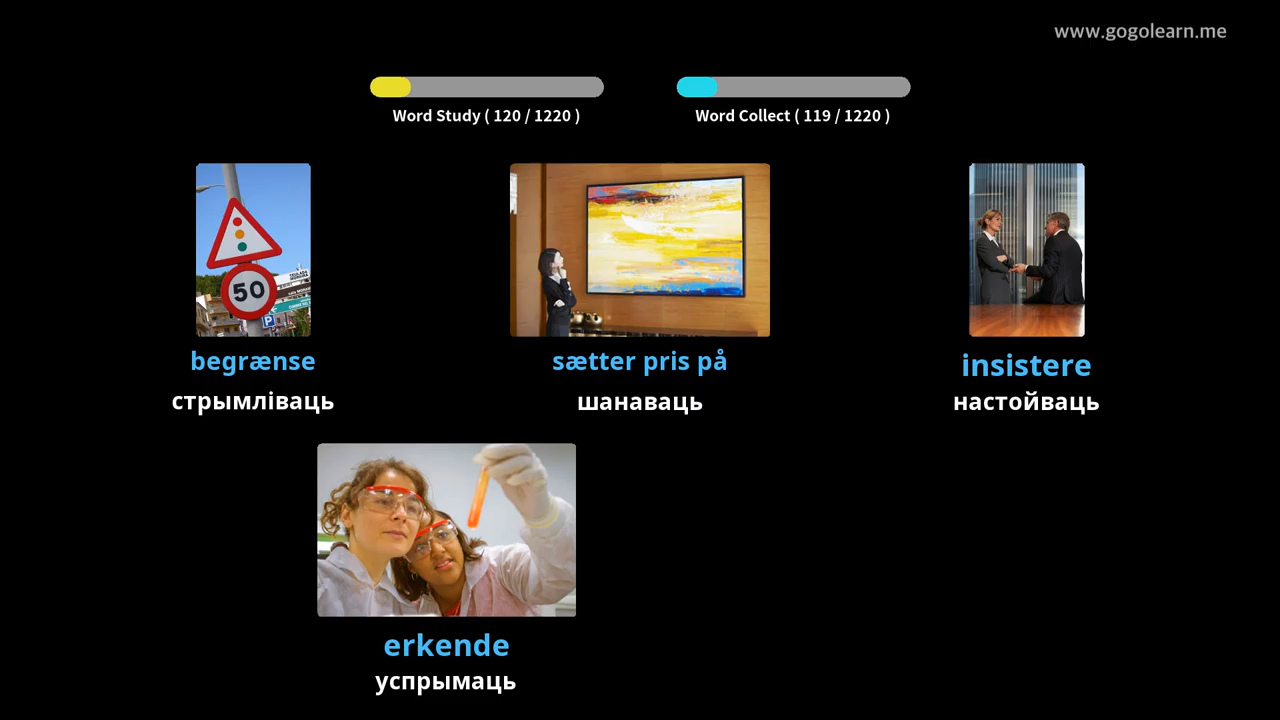 www.gogolearn.me
Word Study ( 120 / 1220 )
Word Collect ( 119 / 1220 )
50
P
begrænse
sætter pris på
insistere
стрымліваць
шанаваць
настойваць
erkende
успрымаць